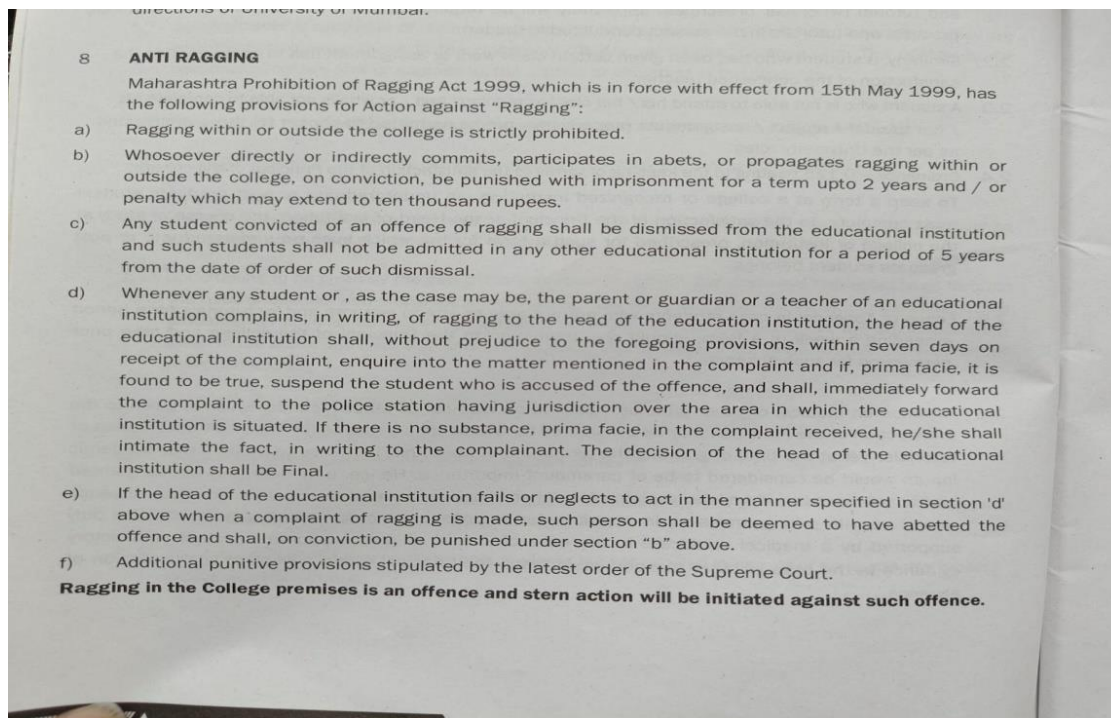 directions of University of Mumbai.
8 ANTI RAGGING
Maharashtra Prohibition of Ragging Act 1999, which is in force with effect from 15th May 1999, has
the following provisions for Action against “Ragging”:
a) Ragging within or outside the college is strictly prohibited.
b) Whosoever directly or indirectly commits, participates in abets, or propagates ragging within or
outside the college, on conviction, be punished with imprisonment for a term upto 2 years and / or
penalty which may extend to ten thousand rupees.
c) Any student convicted of an offence of ragging shall be dismissed from the educational institution
and such students shall not be admitted in any other educational institution for a period of 5 years
from the date of order of such dismissal.
d) Whenever any student or , as the case may be, the parent or guardian or a teacher of an educational
institution complains, in writing, of ragging to the head of the education institution, the head of the
educational institution shall, without prejudice to the foregoing provisions, within seven days on
receipt of the complaint, enquire into the matter mentioned in the complaint and if, prima facie, it is
found to be true, suspend the student who is accused of the offence, and shall, immediately forward
the complaint to the police station having jurisdiction over the area in which the educational
institution is situated. If there is no substance, prima facie, in the complaint received, he/she shall
intimate the fact, in writing to the complainant. The decision of the head of the educational
institution shall be Final.
e) If the head of the educational institution fails or neglects to act in the manner specified in section 'd'
above when a complaint of ragging is made, such person shall be deemed to have abetted the
offence and shall, on conviction, be punished under section “b” above.
f) Additional punitive provisions stipulated by the latest order of the Supreme Court.
Ragging in the College premises is an offence and stern action will be initiated against such offence.